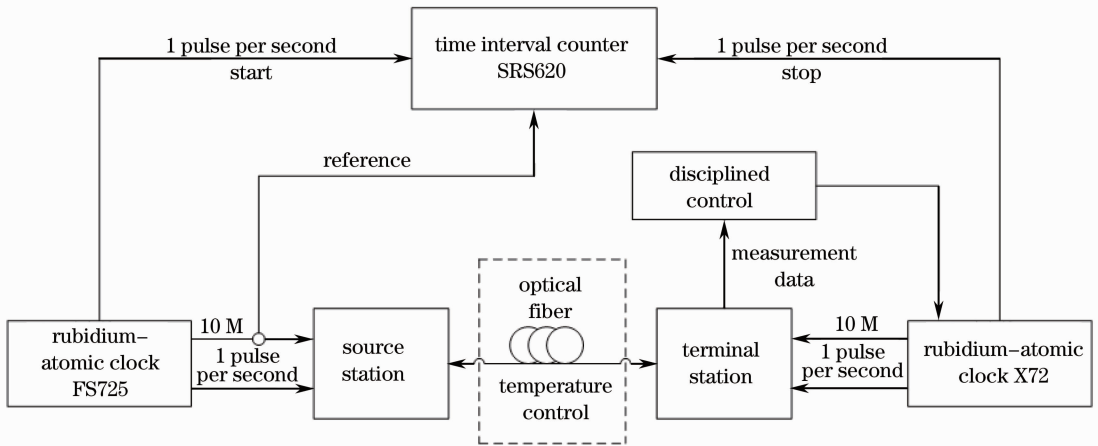 1 pulse per second
start
time interval counter
SRS620
1 pulse per second
stop
reference
disciplined
control
measurement
data
optical
fiber
temperature
control
rubidium–
atomic clock
FS725
10 M
1 pulse
per second
source
station
terminal
station
10 M
1 pulse
per second
rubidium–atomic
clock X72